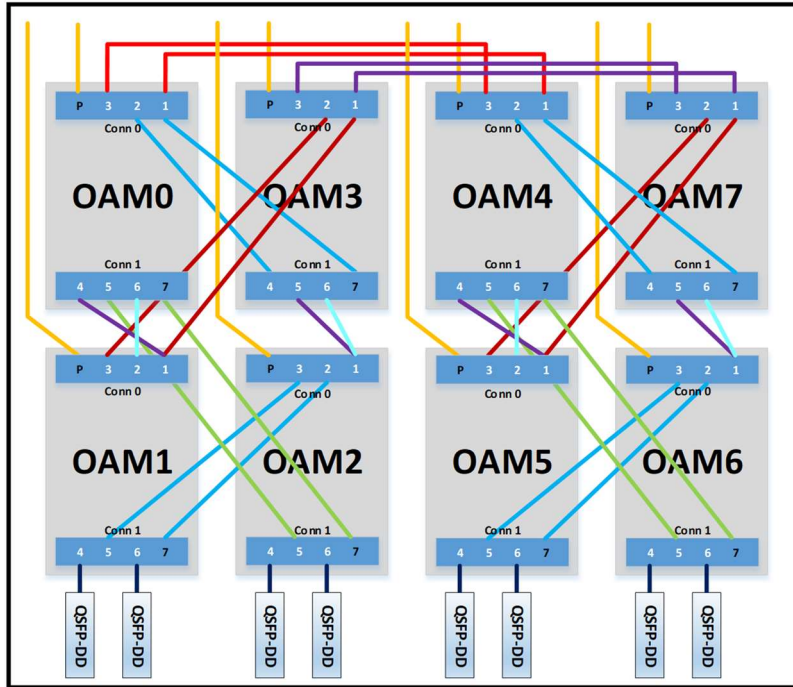 P 3 2 1
Conn 0
OAM0
Conn 1
4 5 6 7
P 3 2 1
Conn 0
OAM3
Conn 1
4 5 6 7
P 3 2 1
Conn 0
OAM4
Conn 1
4 5 6 7
P 3 2 1
Conn 0
OAM7
Conn 1
4 5 6 7
P 3 2 1
Conn 0
OAM1
Conn 1
4 5 6 7
QSFP-DD
QSFP-DD
P 3 2 1
Conn 0
OAM2
Conn 1
4 5 6 7
QSFP-DD
QSFP-DD
P 3 2 1
Conn 0
OAM5
Conn 1
4 5 6 7
QSFP-DD
QSFP-DD
P 3 2 1
Conn 0
OAM6
Conn 1
4 5 6 7
QSFP-DD
QSFP-DD